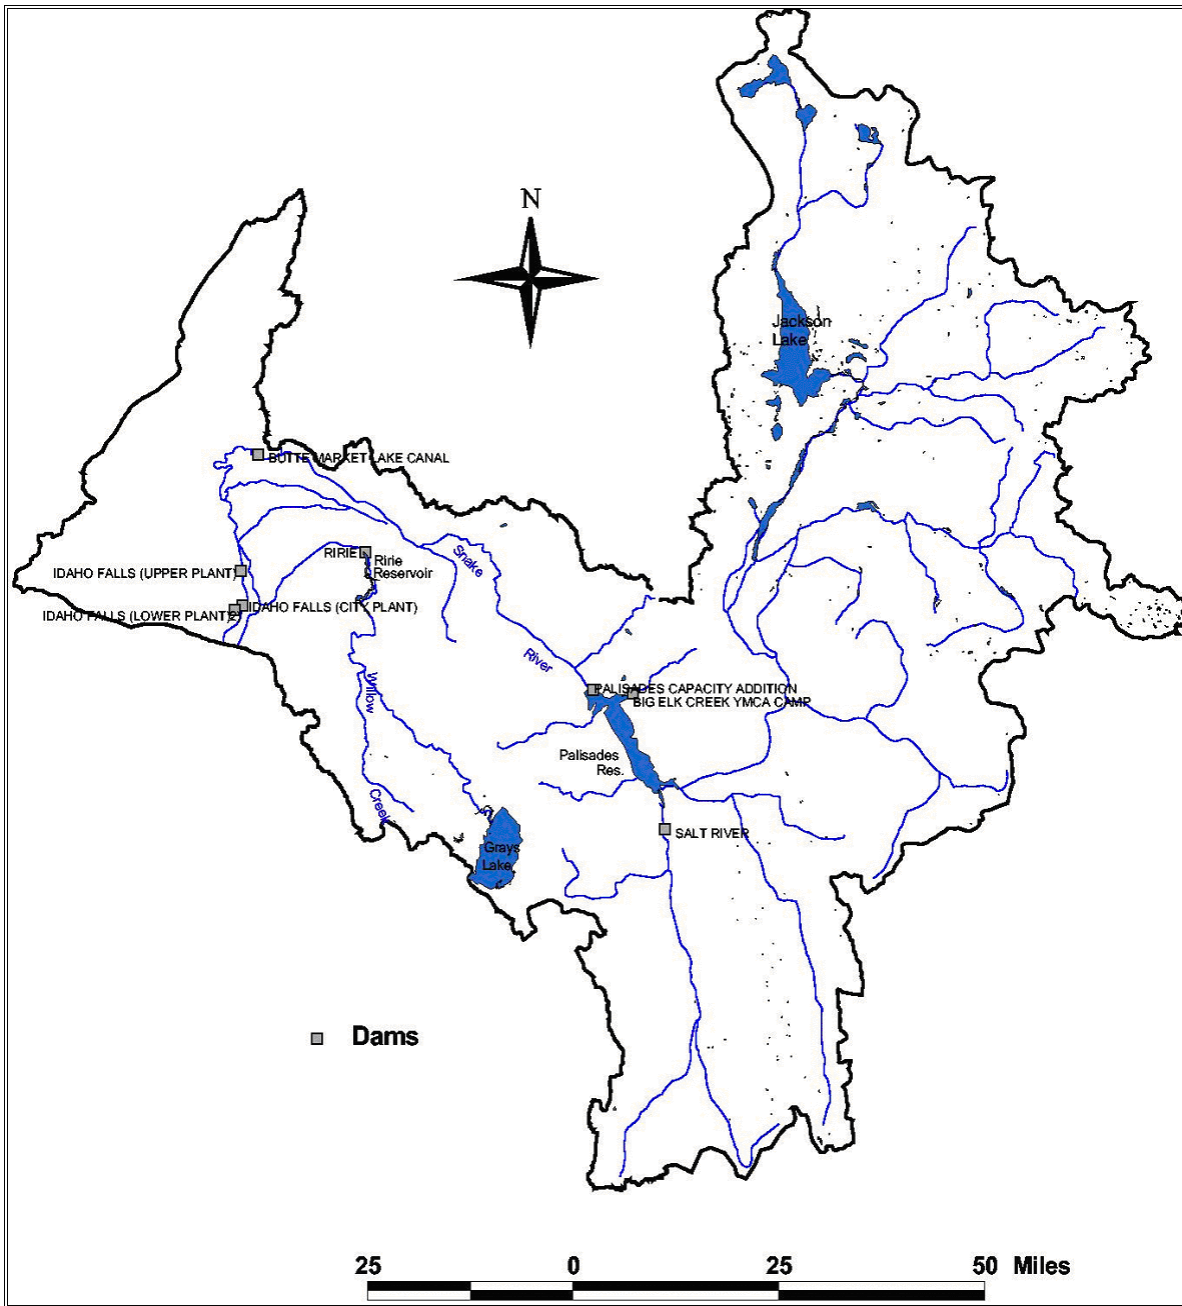 N
Jackson
Lake
BUTTE MARKET LAKE CANAL
Snake
RIRIE
Ririe
Reservoir
IDAHO FALLS (UPPER PLANT)
IDAHO FALLS (CITY PLANT)
IDAHO FALLS (LOWER PLANT)2)
River
Willow
PALISADES CAPACITY ADDITION
BIG ELK CREEK YMCA CAMP
Palisades
Res.
Creek
SALT RIVER
Grays
Lake
Dams
25 0 25 50 Miles